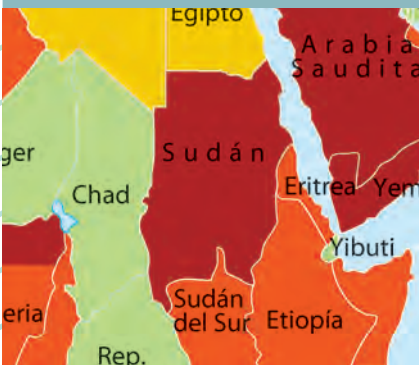 Egipto
Arabia
Saudita
ger
Sudán
Chad
Eritrea
Yem
Yibuti
eria
Sudán
del Sur
Etiopía
Rep.